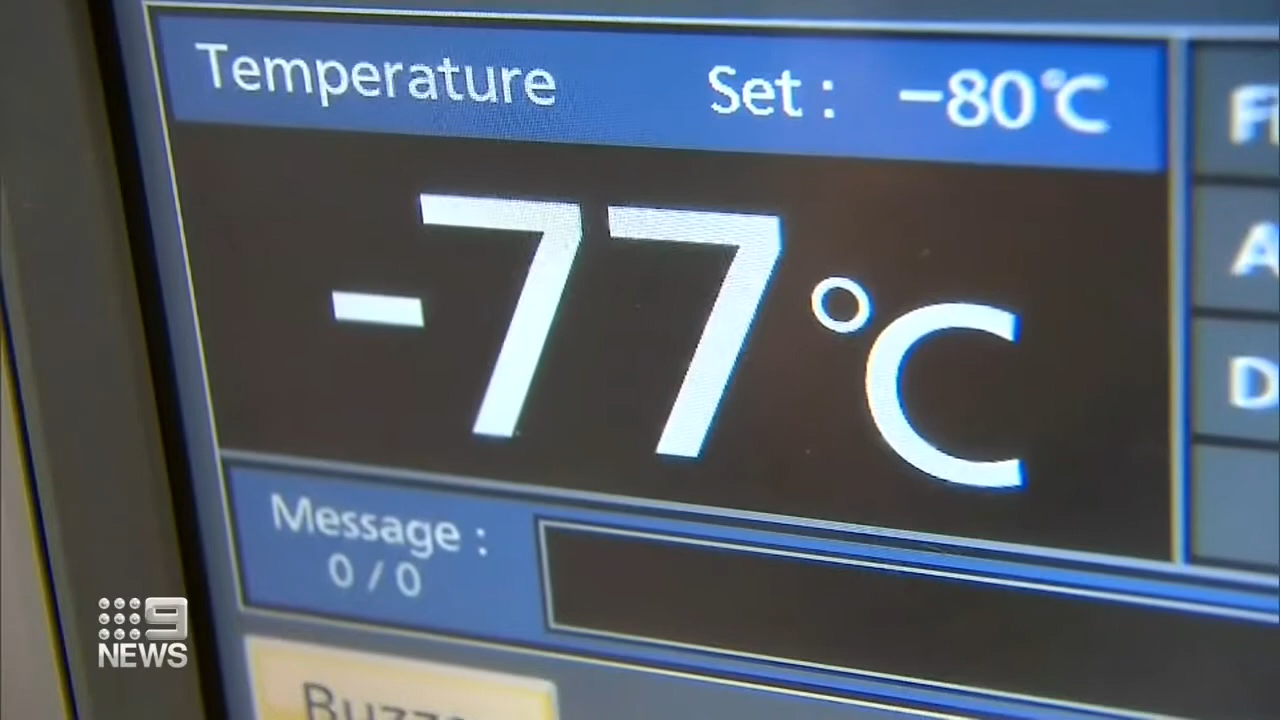 Temperature Set : −80℃
-77℃
Message :
0 / 0
9
NEWS